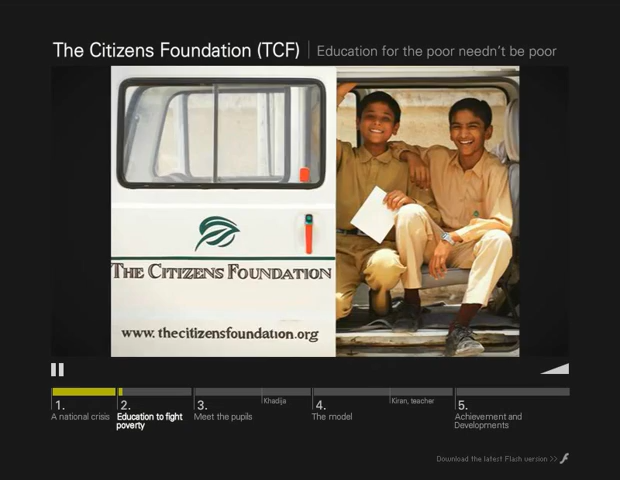 The Citizens Foundation (TCF) | Education for the poor needn't be poor
THE CITIZENS FOUNDATION
www.thecitizensfoundation.org
Khadija
Kiran, teacher
1.
2.
3.
4.
5.
A national crisis
Education to fight
poverty
Meet the pupils
The model
Achievement and
Developments
Download the latest Flash version >>